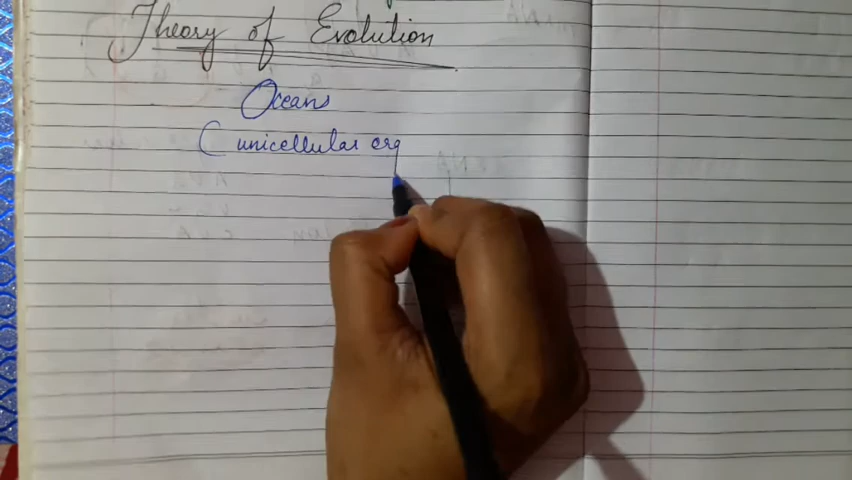 Theory of Evolution
Oceans
( unicellular org